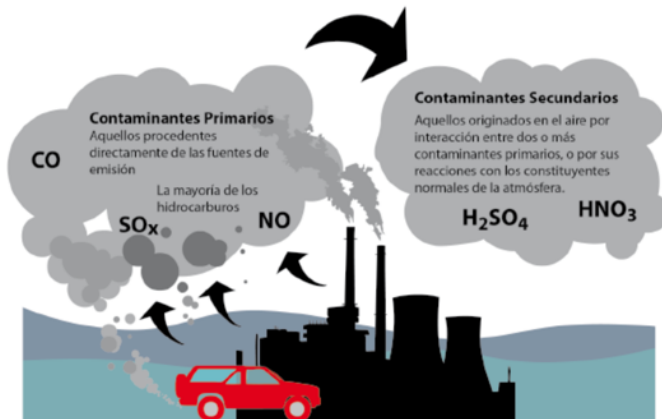 Contaminantes Primarios
Aquellos procedentes
directamente de las fuentes de
emisión
CO
La mayoría de los
hidrocarburos
SOx
NO
Contaminantes Secundarios
Aquellos originados en el aire por
interacción entre dos o más
contaminantes primarios, o por sus
reacciones con los constituyentes
normales de la atmósfera.
H₂SO₄
HNO₃